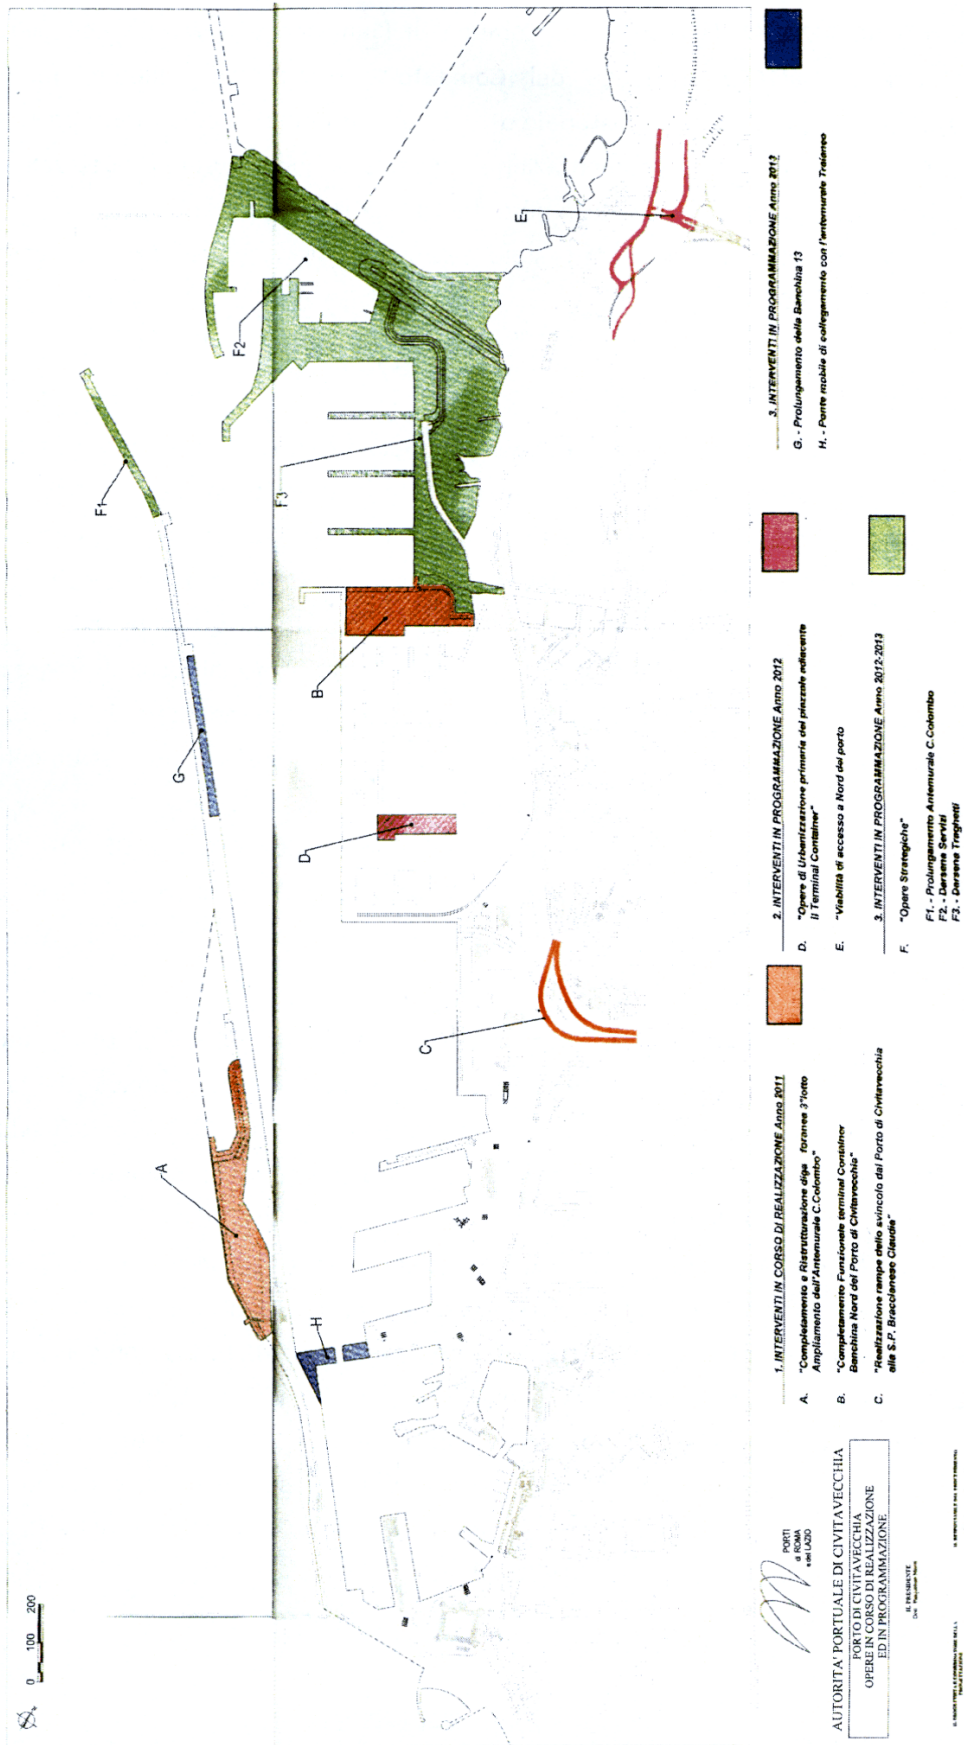 0 100 200
A
B
C
D
E
F1
F2
F3
G
H
PORTI
di ROMA
e del LAZIO
AUTORITA' PORTUALE DI CIVITAVECCHIA
PORTO DI CIVITAVECCHIA
OPERE IN CORSO DI REALIZZAZIONE
ED IN PROGRAMMAZIONE
IL PRESIDENTE
1. INTERVENTI IN CORSO DI REALIZZAZIONE Anno 2011
A. "Completamento e Ristrutturazione diga foranea 3°lotto
Ampliamento dell'Antemurale C.Colombo"
B. "Completamento Funzionale terminal Container
Banchina Nord del Porto di Civitavecchia"
C. "Realizzazione rampe dello svincolo dal Porto di Civitavecchia
alla S.P. Braccianese Claudia"
2. INTERVENTI IN PROGRAMMAZIONE Anno 2012
D. "Opere di Urbanizzazione primaria del piazzale adiacente
il Terminal Container"
E. "Viabilità di accesso a Nord del porto
3. INTERVENTI IN PROGRAMMAZIONE Anno 2012-2013
F. "Opere Strategiche"
F1. - Prolungamento Antemurale C.Colombo
F2. - Darsena Servizi
F3. - Darsena Traghetti
3. INTERVENTI IN PROGRAMMAZIONE Anno 2013
G. - Prolungamento della Banchina 13
H. - Ponte mobile di collegamento con l'antemurale Traianeo